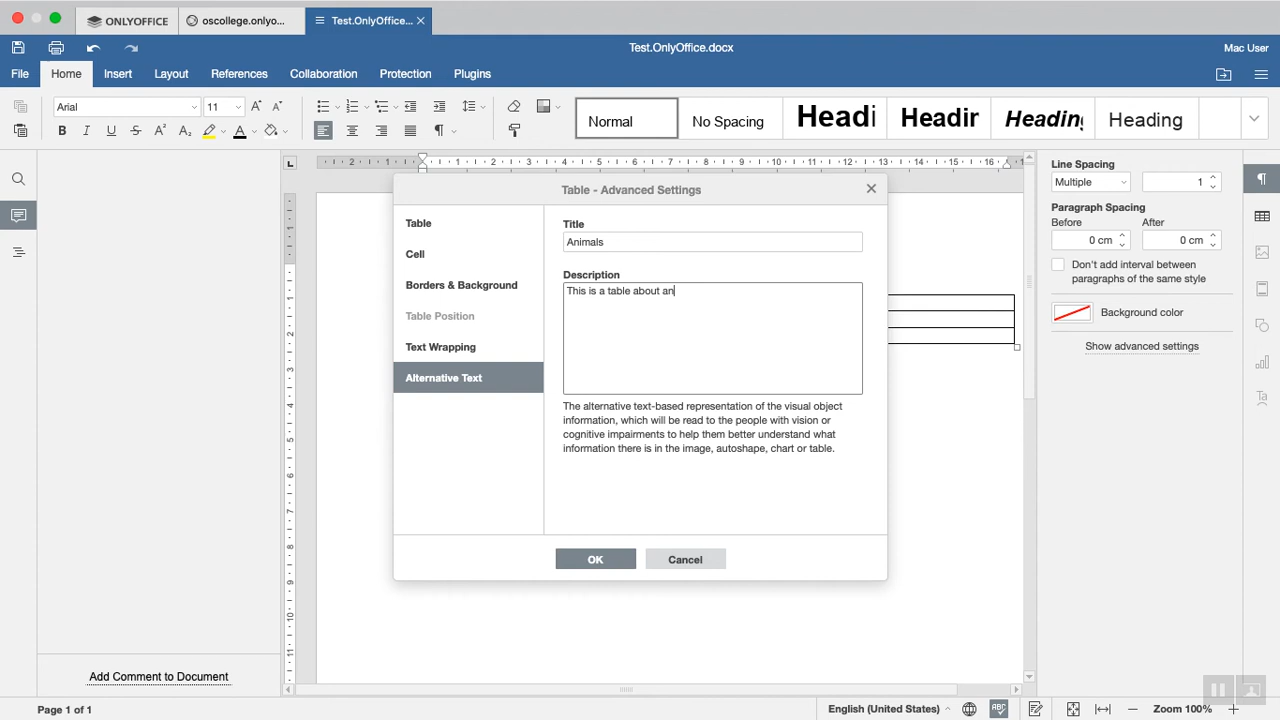 ONLYOFFICE
oscollege.onlyo...
Test.OnlyOffice...
Test.OnlyOffice.docx
Mac User
File
Home
Insert
Layout
References
Collaboration
Protection
Plugins
Arial
11
Normal
No Spacing
Headi
Headir
Heading
Heading
Table - Advanced Settings
Table
Cell
Borders & Background
Table Position
Text Wrapping
Alternative Text
Title
Animals
Description
This is a table about an
The alternative text-based representation of the visual object
information, which will be read to the people with vision or
cognitive impairments to help them better understand what
information there is in the image, autoshape, chart or table.
OK
Cancel
Line Spacing
Multiple
1
Paragraph Spacing
Before
After
0 cm
0 cm
Don't add interval between
paragraphs of the same style
Background color
Show advanced settings
Add Comment to Document
Page 1 of 1
English (United States)
Zoom 100%